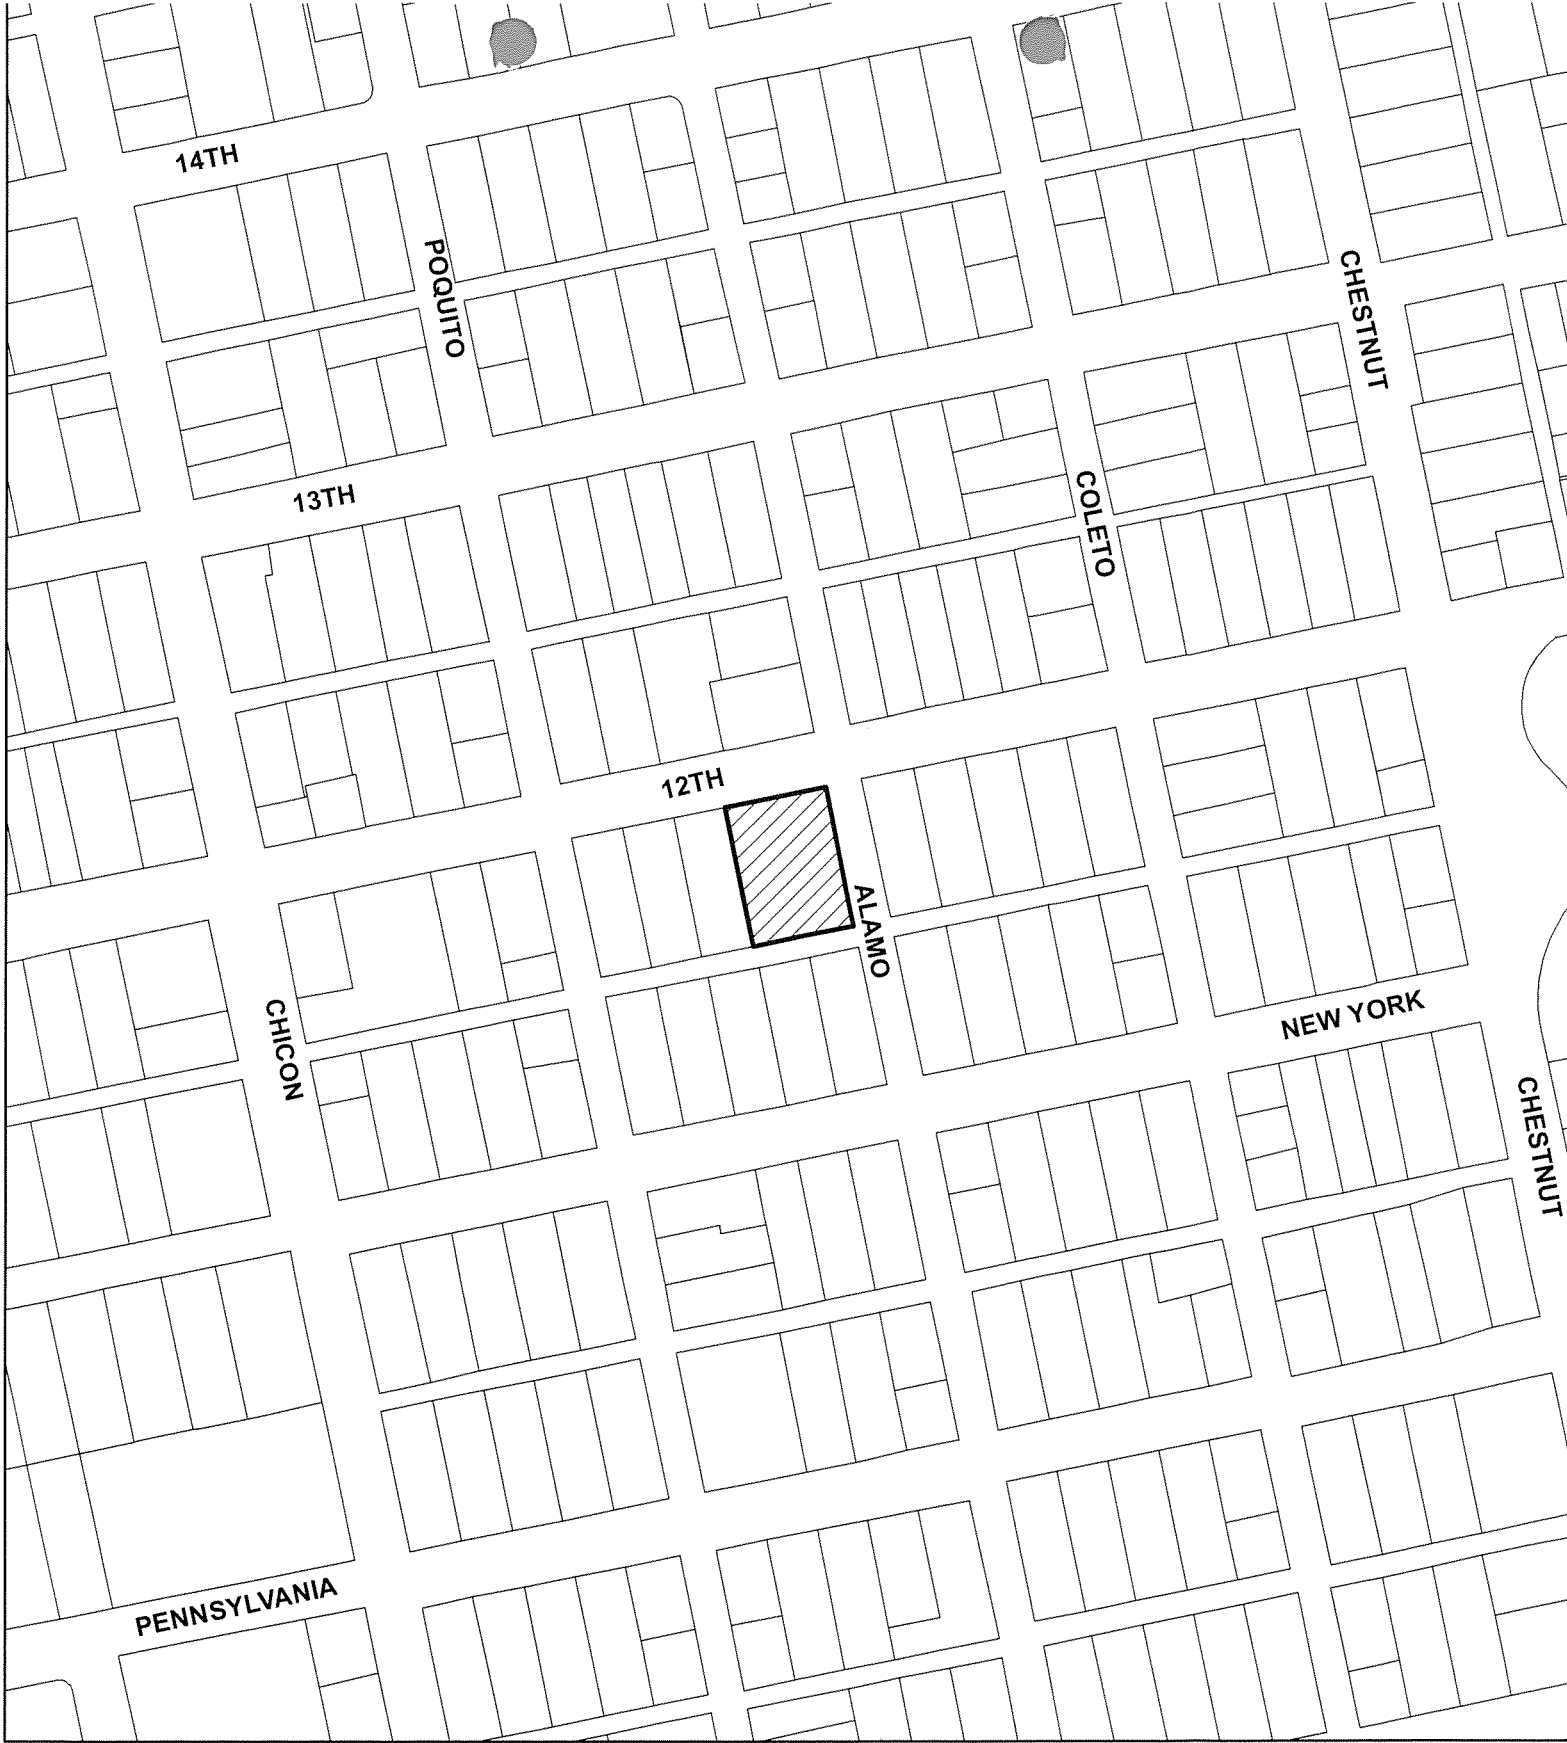 14TH
POQUITO
CHESTNUT
13TH
COLETO
12TH
ALAMO
CHICON
NEW YORK
CHESTNUT
PENNSYLVANIA